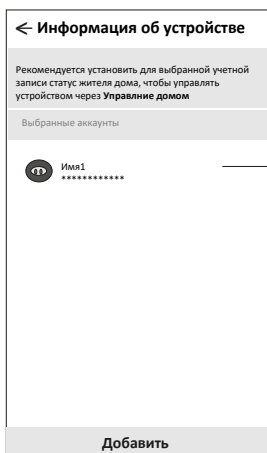 Информация об устройстве
Рекомендуется установить для выбранной учетной
записи статус жителя дома, чтобы управлять
устройством через Управлние домом
Выбранные аккаунты
Имя1
************
Добавить